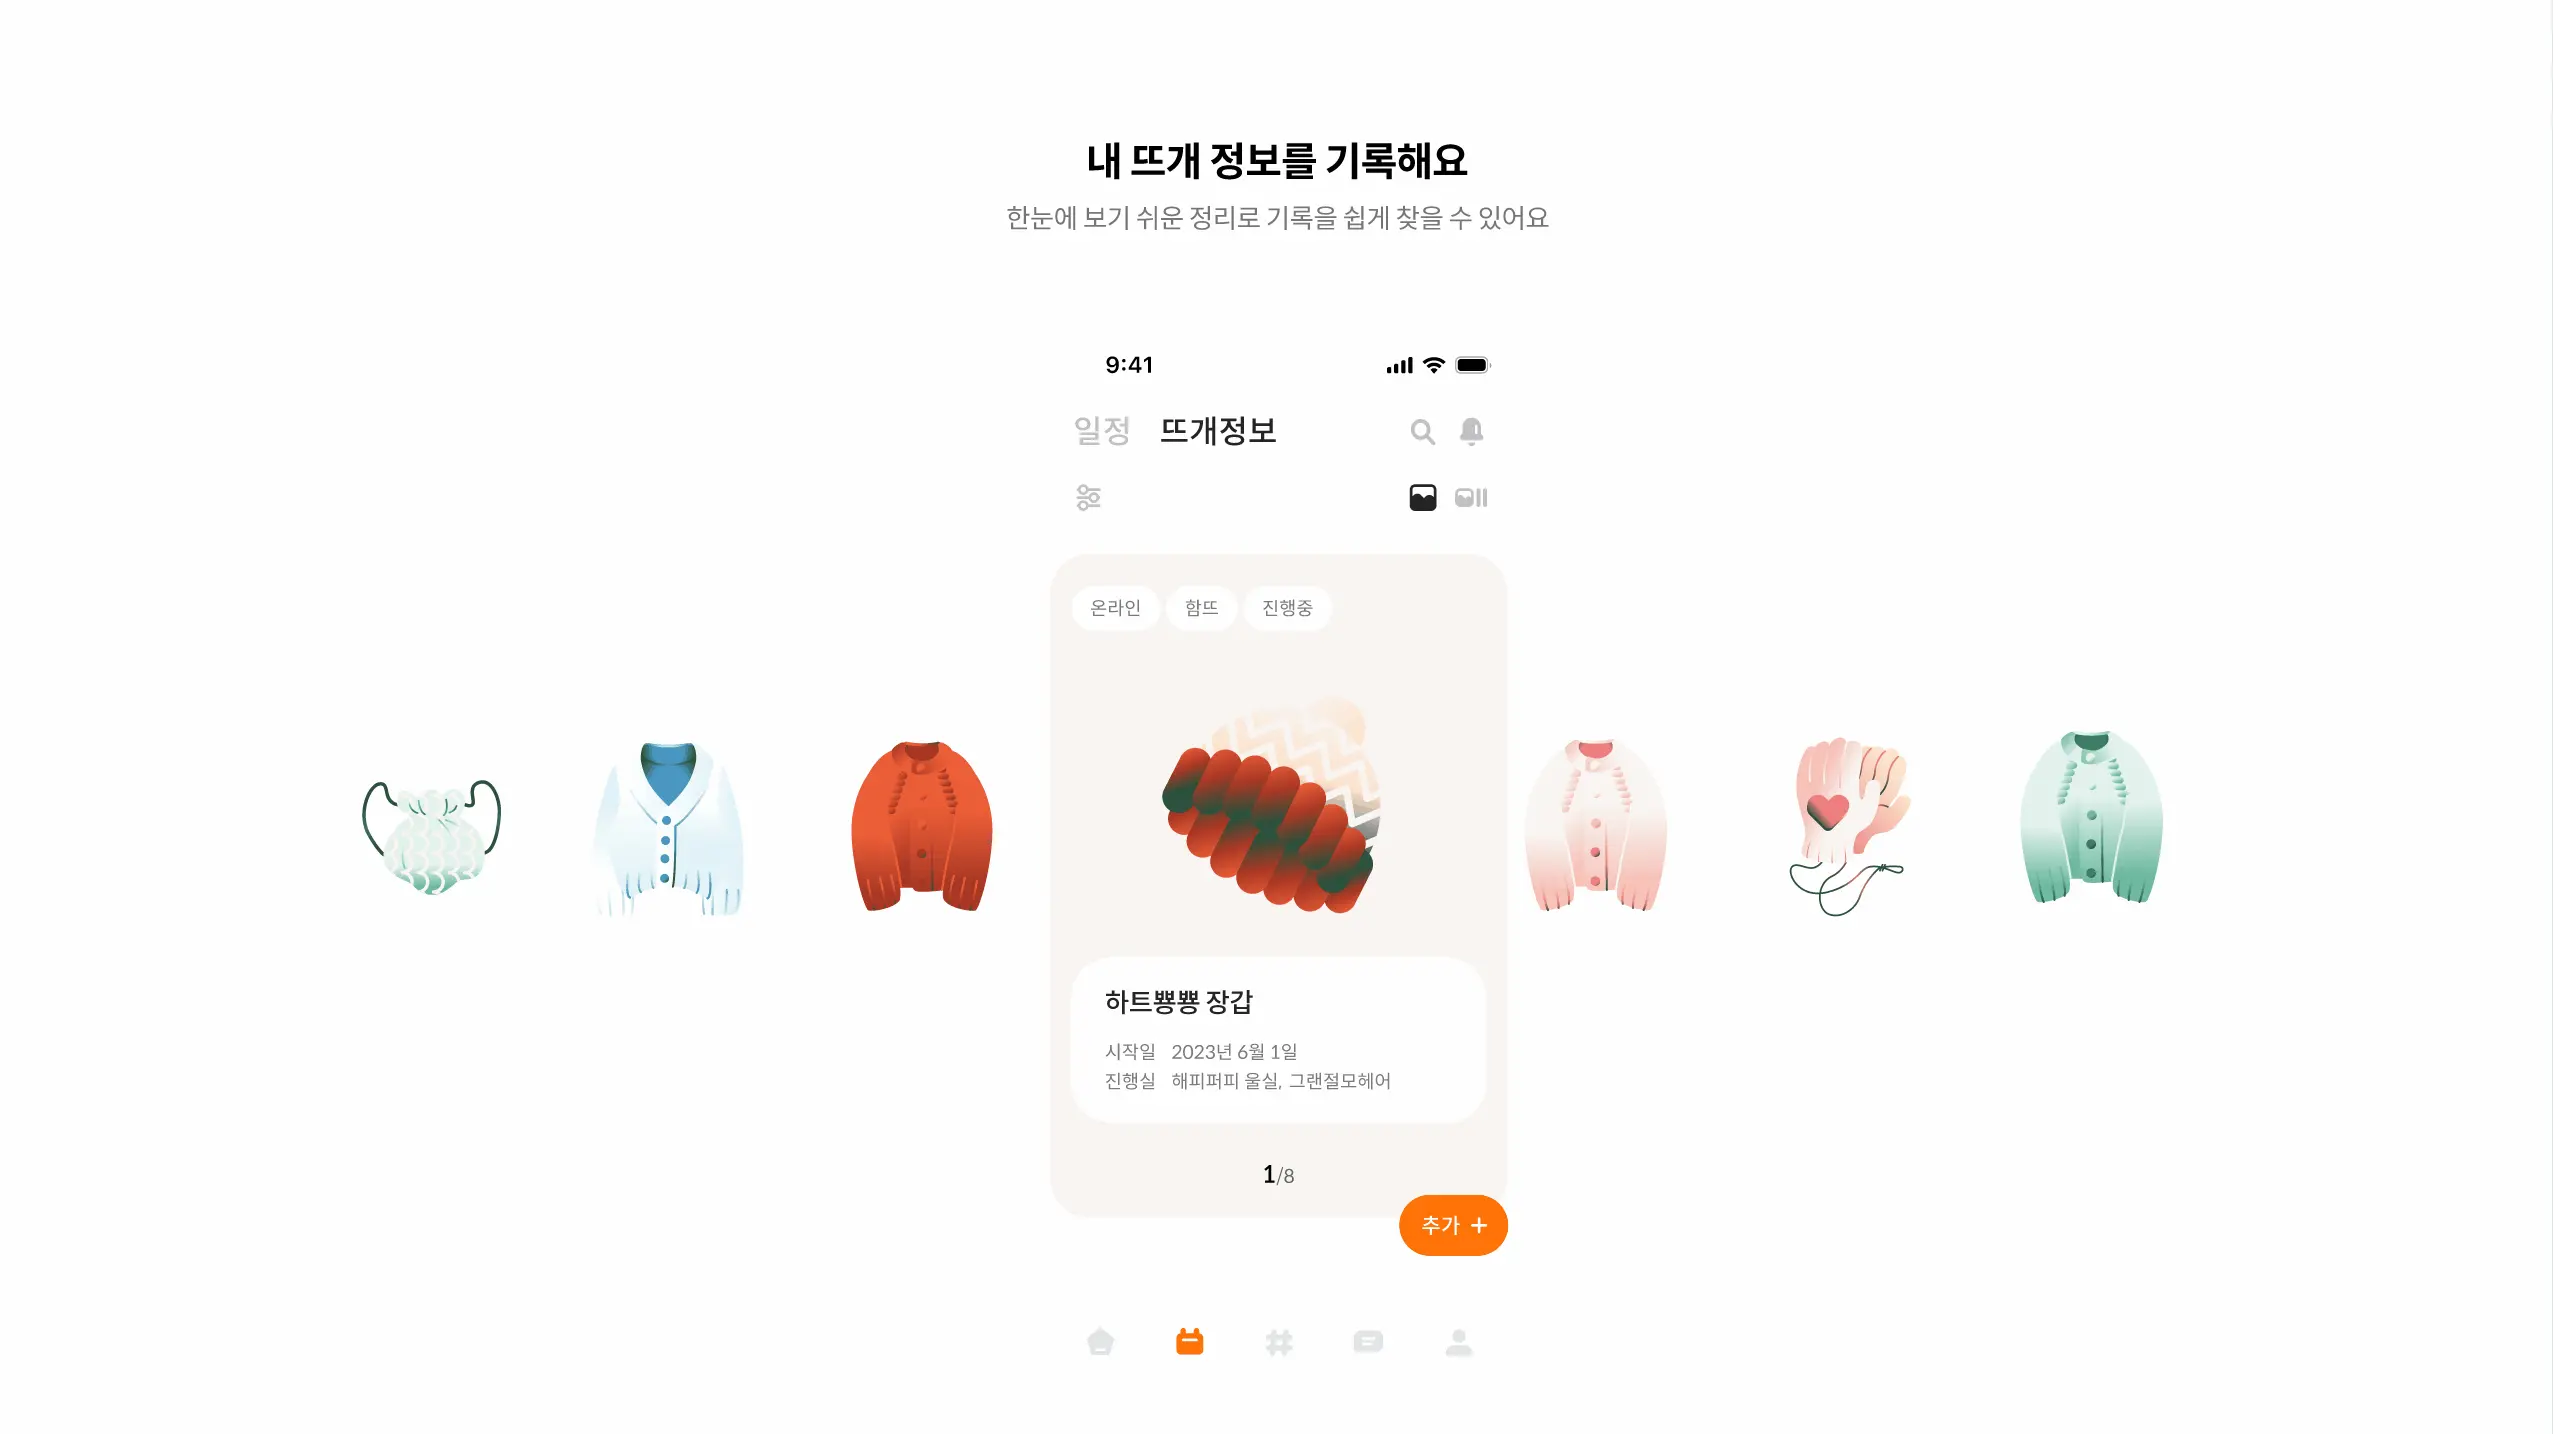 내 뜨개 정보를 기록해요
한눈에 보기 쉬운 정리로 기록을 쉽게 찾을 수 있어요
9:41
일정 뜨개정보
온라인 함뜨 진행중
하트뿅뿅 장갑
시작일 2023년 6월 1일
진행실 해피퍼피 울실, 그랜절모헤어
1/8
추가 +